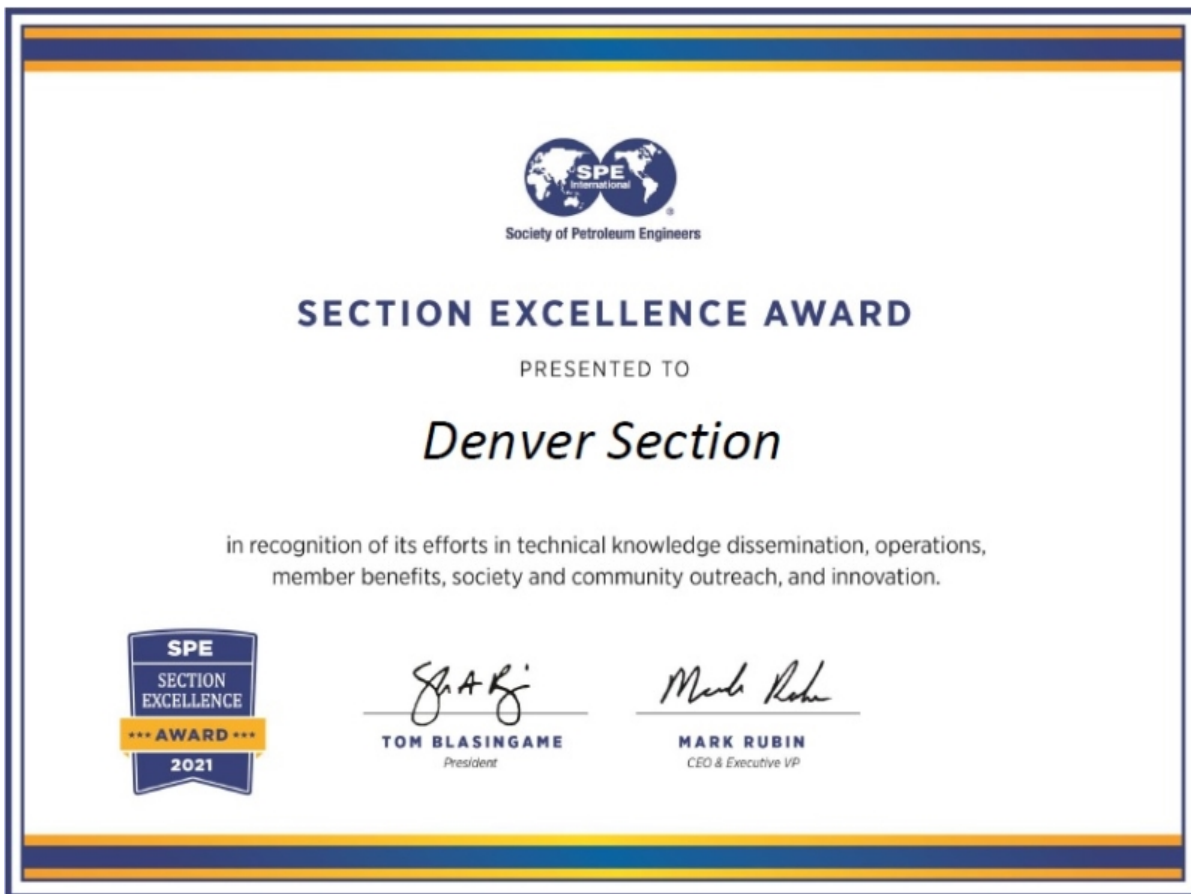 SPE
International
®
Society of Petroleum Engineers
SECTION EXCELLENCE AWARD
PRESENTED TO
Denver Section
in recognition of its efforts in technical knowledge dissemination, operations,
member benefits, society and community outreach, and innovation.
SPE
SECTION
EXCELLENCE
AWARD
2021
TOM BLASINGAME
President
MARK RUBIN
CEO & Executive VP